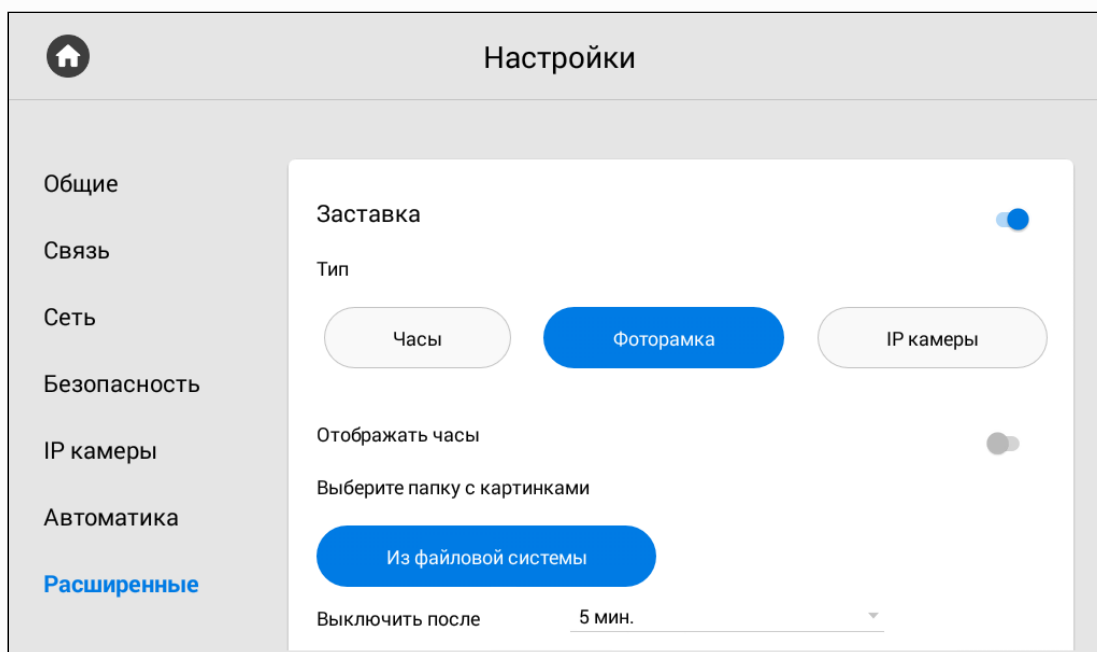 Настройки
Общие
Связь
Сеть
Безопасность
IP камеры
Автоматика
Расширенные
Заставка
Тип
Часы Фоторамка IP камеры
Отображать часы
Выберите папку с картинками
Из файловой системы
Выключить после 5 мин.